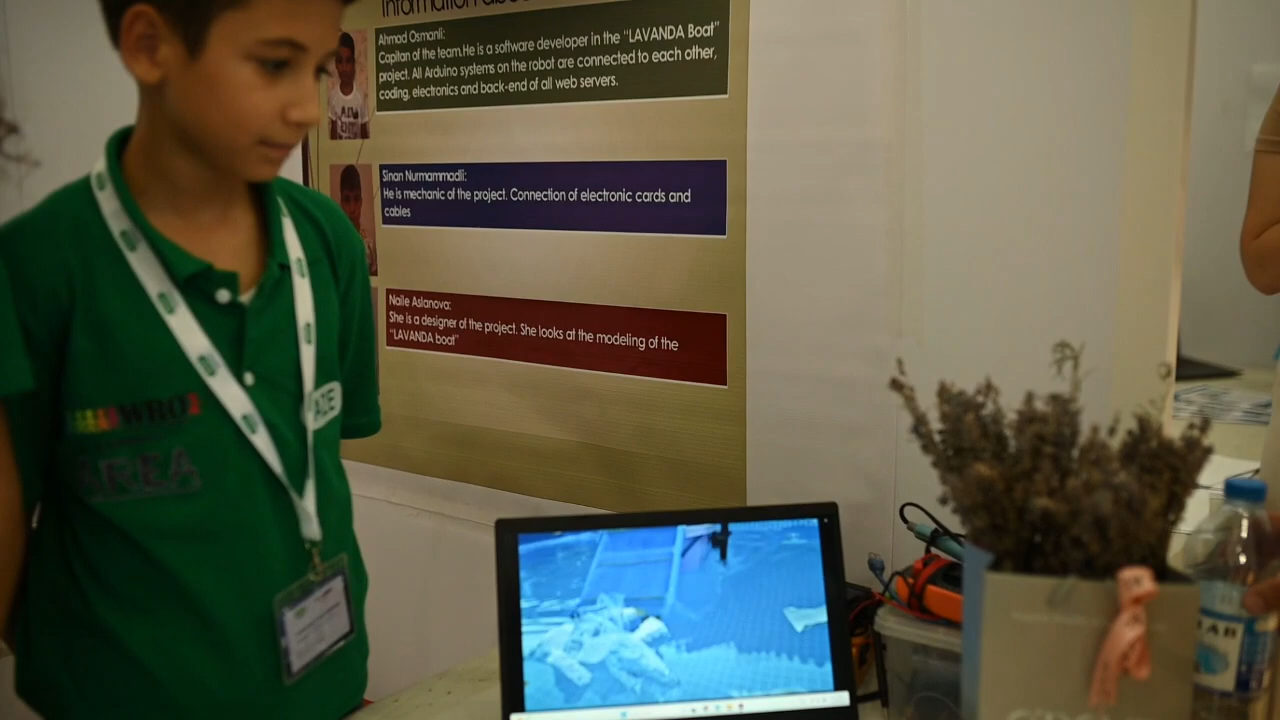 Information abou
Ahmad Osmanli:
Capitan of the team.He is a software developer in the "LAVANDA Boat"
project. All Arduino systems on the robot are connected to each other,
coding, electronics and back-end of all web servers.
Sinan Nurmammadli:
He is mechanic of the project. Connection of electronic cards and
cables
Naile Aslanova:
She is a designer of the project. She looks at the modeling of the
"LAVANDA boat"
WRO
AREA
AZE